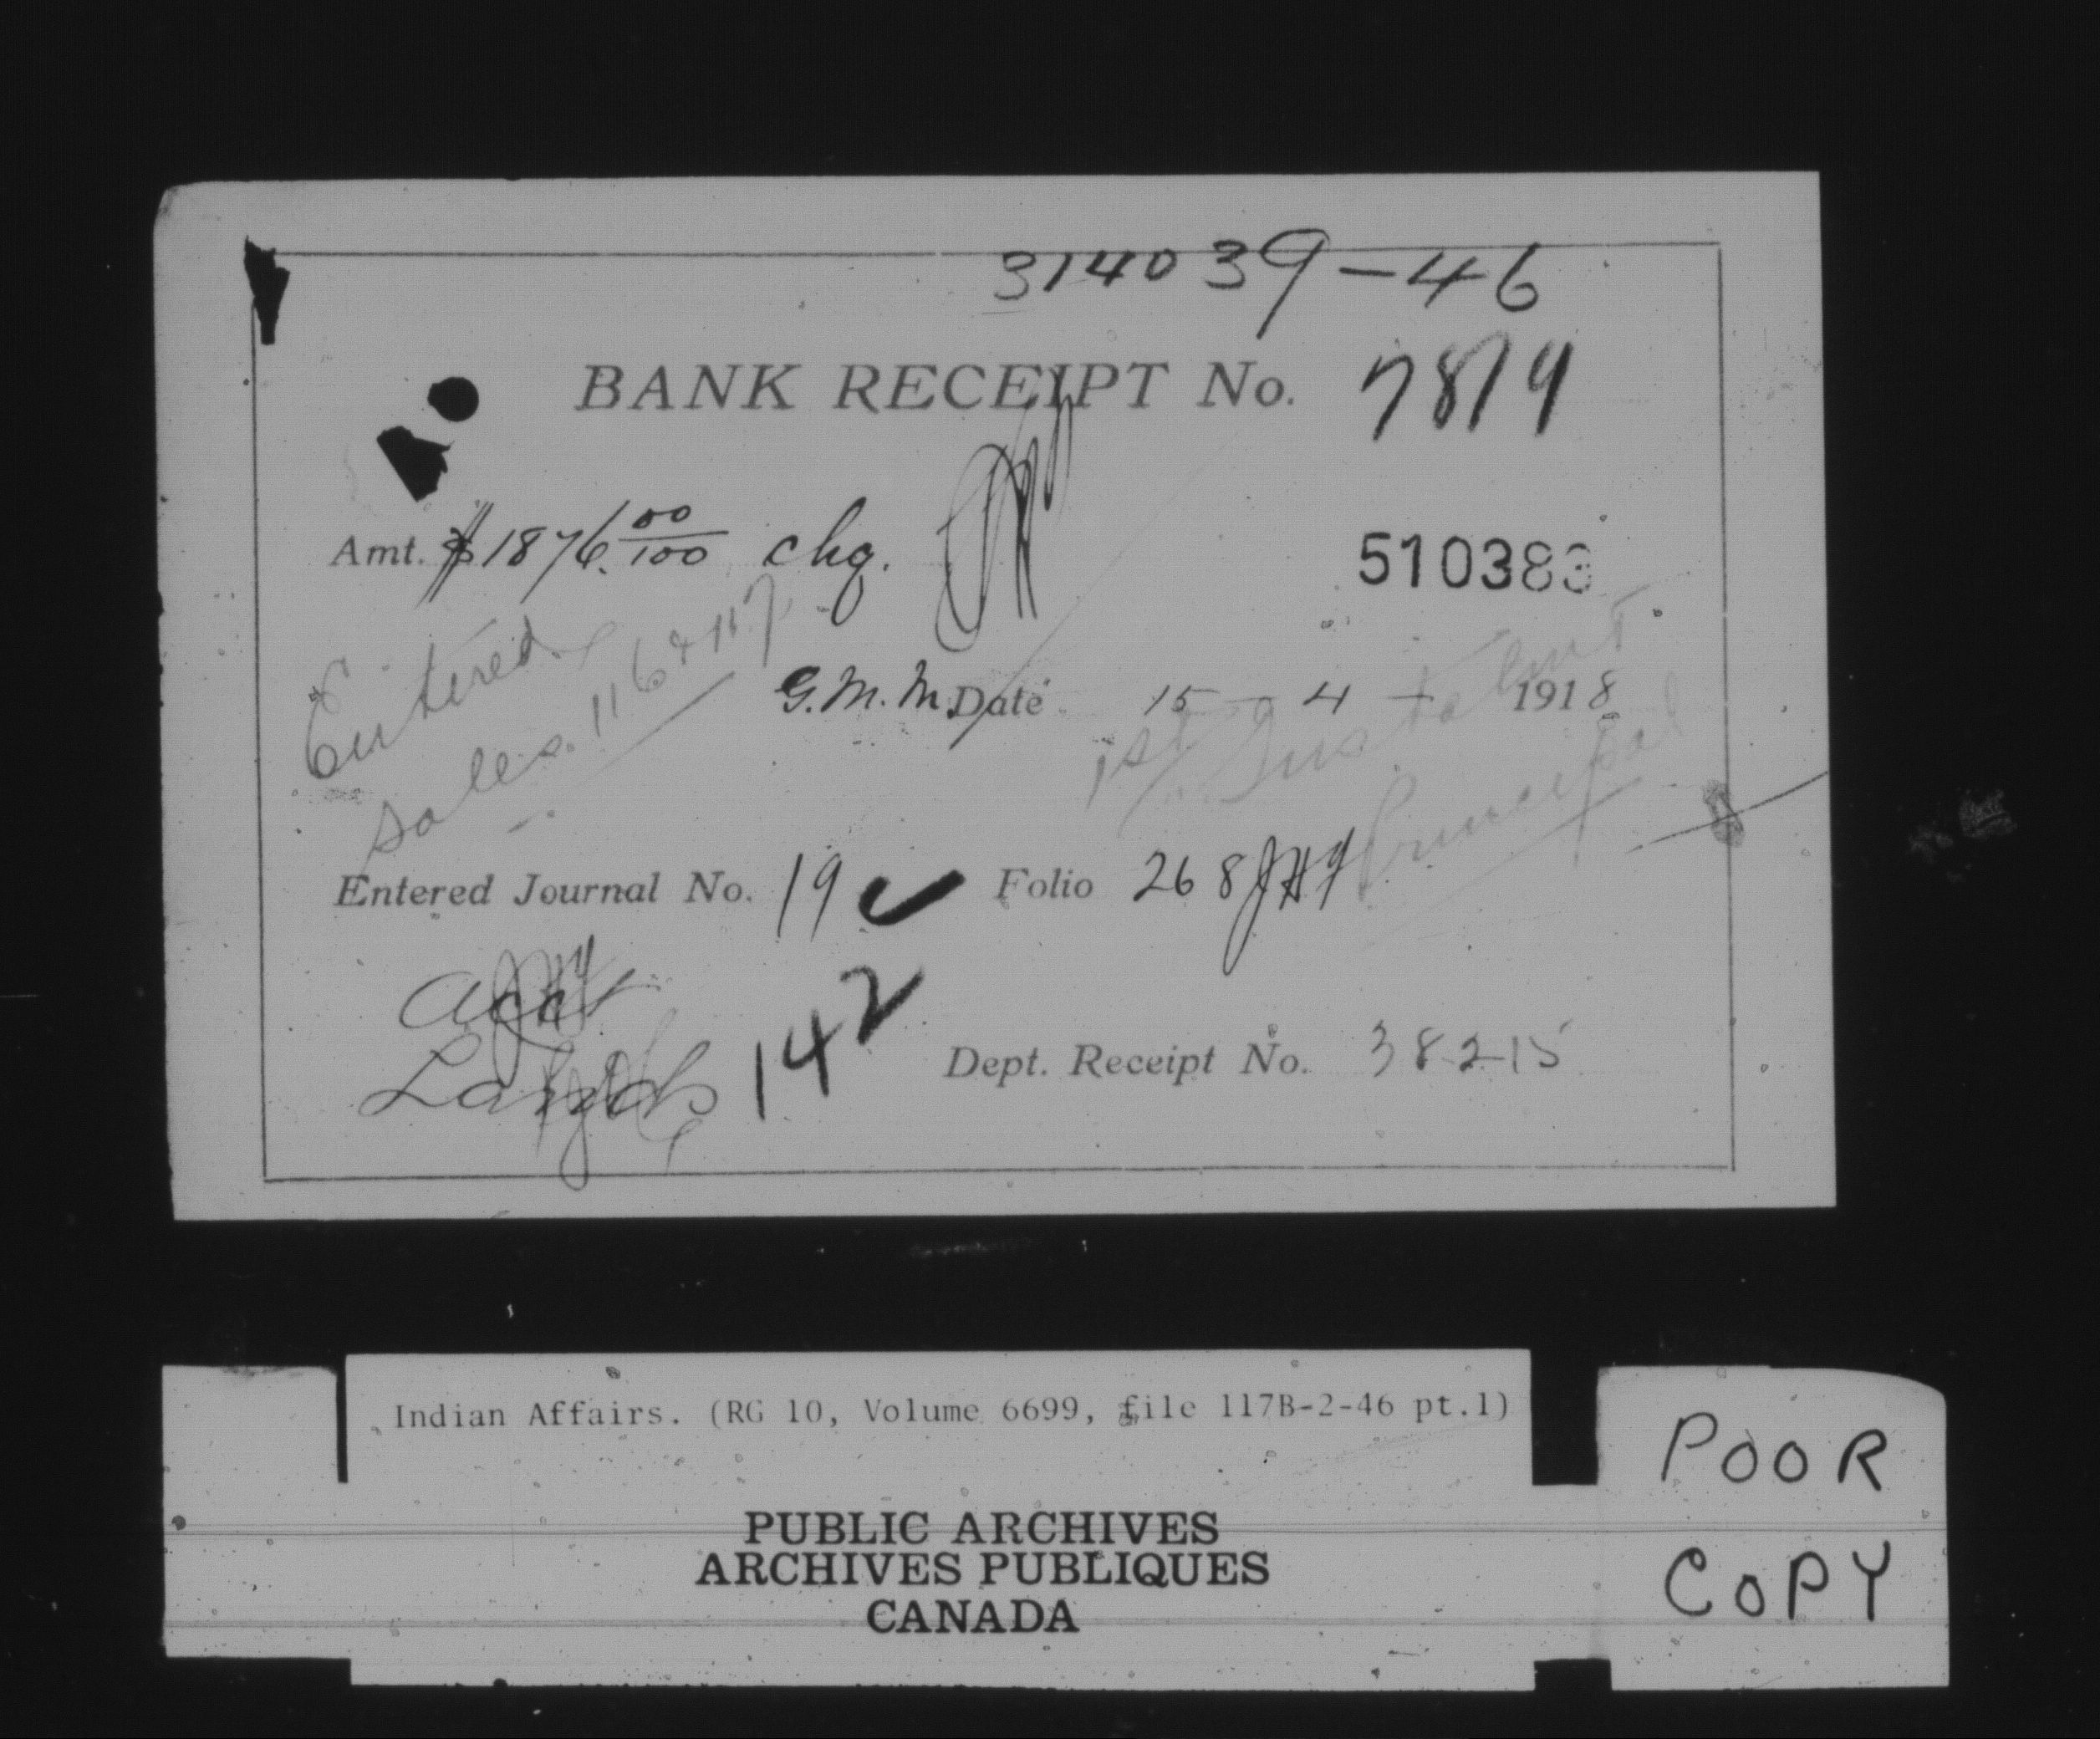 314039-46
BANK RECEIPT No. 7819
Amt. $1876.00/100 chq.
510383
Entered
Sales. 116 & 117
G.M.M. Date 15 - 4 - 1918
1st Instalment
Principal
Entered Journal No. 19 Folio 268
Acct
Lands 142
Dept. Receipt No. 38215
Indian Affairs. (RG 10, Volume 6699, file 117B-2-46 pt.1)
PUBLIC ARCHIVES
ARCHIVES PUBLIQUES
CANADA
POOR
COPY